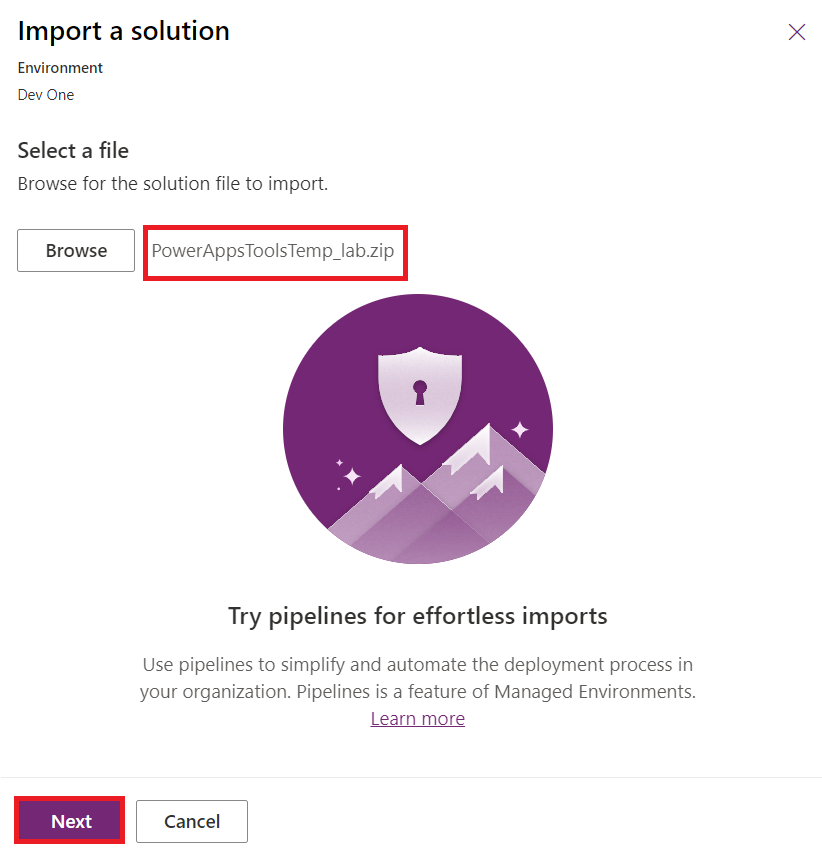 Import a solution
Environment
Dev One
Select a file
Browse for the solution file to import.
Browse
PowerAppsToolsTemp_lab.zip
Try pipelines for effortless imports
Use pipelines to simplify and automate the deployment process in
your organization. Pipelines is a feature of Managed Environments.
Learn more
Next
Cancel